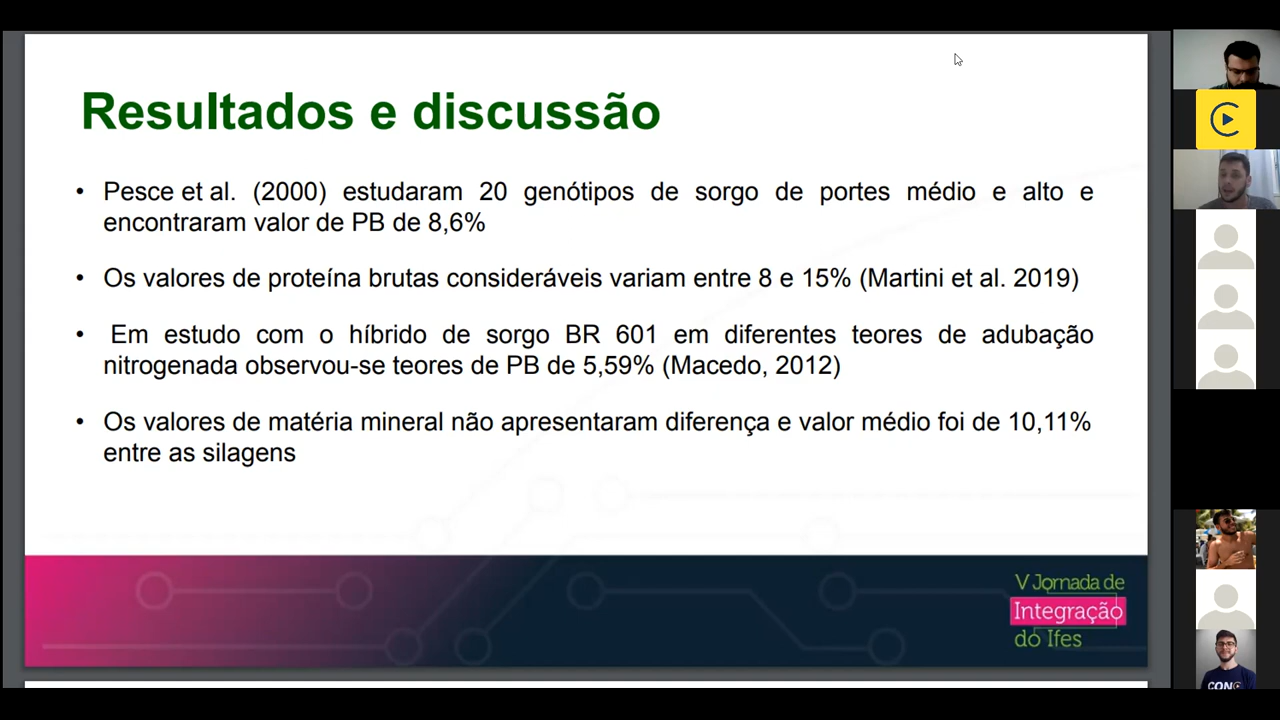 Resultados e discussão
• Pesce et al. (2000) estudaram 20 genótipos de sorgo de portes médio e alto e
encontraram valor de PB de 8,6%
• Os valores de proteína brutas consideráveis variam entre 8 e 15% (Martini et al. 2019)
• Em estudo com o híbrido de sorgo BR 601 em diferentes teores de adubação
nitrogenada observou-se teores de PB de 5,59% (Macedo, 2012)
• Os valores de matéria mineral não apresentaram diferença e valor médio foi de 10,11%
entre as silagens
V Jornada de
Integração
do Ifes